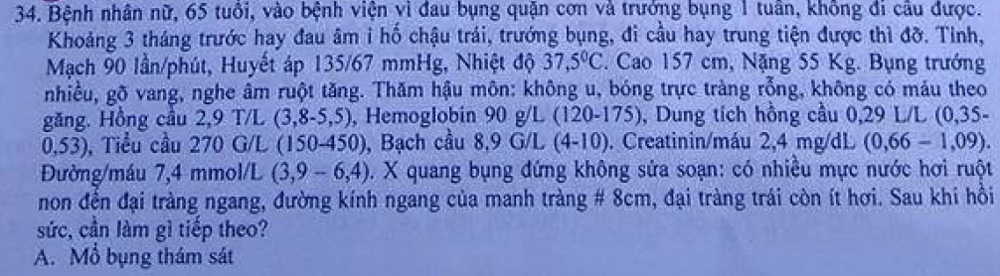 34. Bệnh nhân nữ, 65 tuổi, vào bệnh viện vì đau bụng quặn cơn và trướng bụng 1 tuần, không đi cầu được.
Khoảng 3 tháng trước hay đau âm ỉ hố chậu trái, trướng bụng, đi cầu hay trung tiện được thì đỡ. Tỉnh,
Mạch 90 lần/phút, Huyết áp 135/67 mmHg, Nhiệt độ 37,5⁰C. Cao 157 cm, Nặng 55 Kg. Bụng trướng
nhiều, gõ vang, nghe âm ruột tăng. Thăm hậu môn: không u, bóng trực tràng rỗng, không có máu theo
găng. Hồng cầu 2,9 T/L (3,8-5,5), Hemoglobin 90 g/L (120-175), Dung tích hồng cầu 0,29 L/L (0,35-
0,53), Tiểu cầu 270 G/L (150-450), Bạch cầu 8,9 G/L (4-10). Creatinin/máu 2,4 mg/dL (0,66 – 1,09).
Đường/máu 7,4 mmol/L (3,9 – 6,4). X quang bụng đứng không sửa soạn: có nhiều mực nước hơi ruột
non đến đại tràng ngang, đường kính ngang của manh tràng # 8cm, đại tràng trái còn ít hơi. Sau khi hồi
sức, cần làm gì tiếp theo?
A. Mổ bụng thám sát